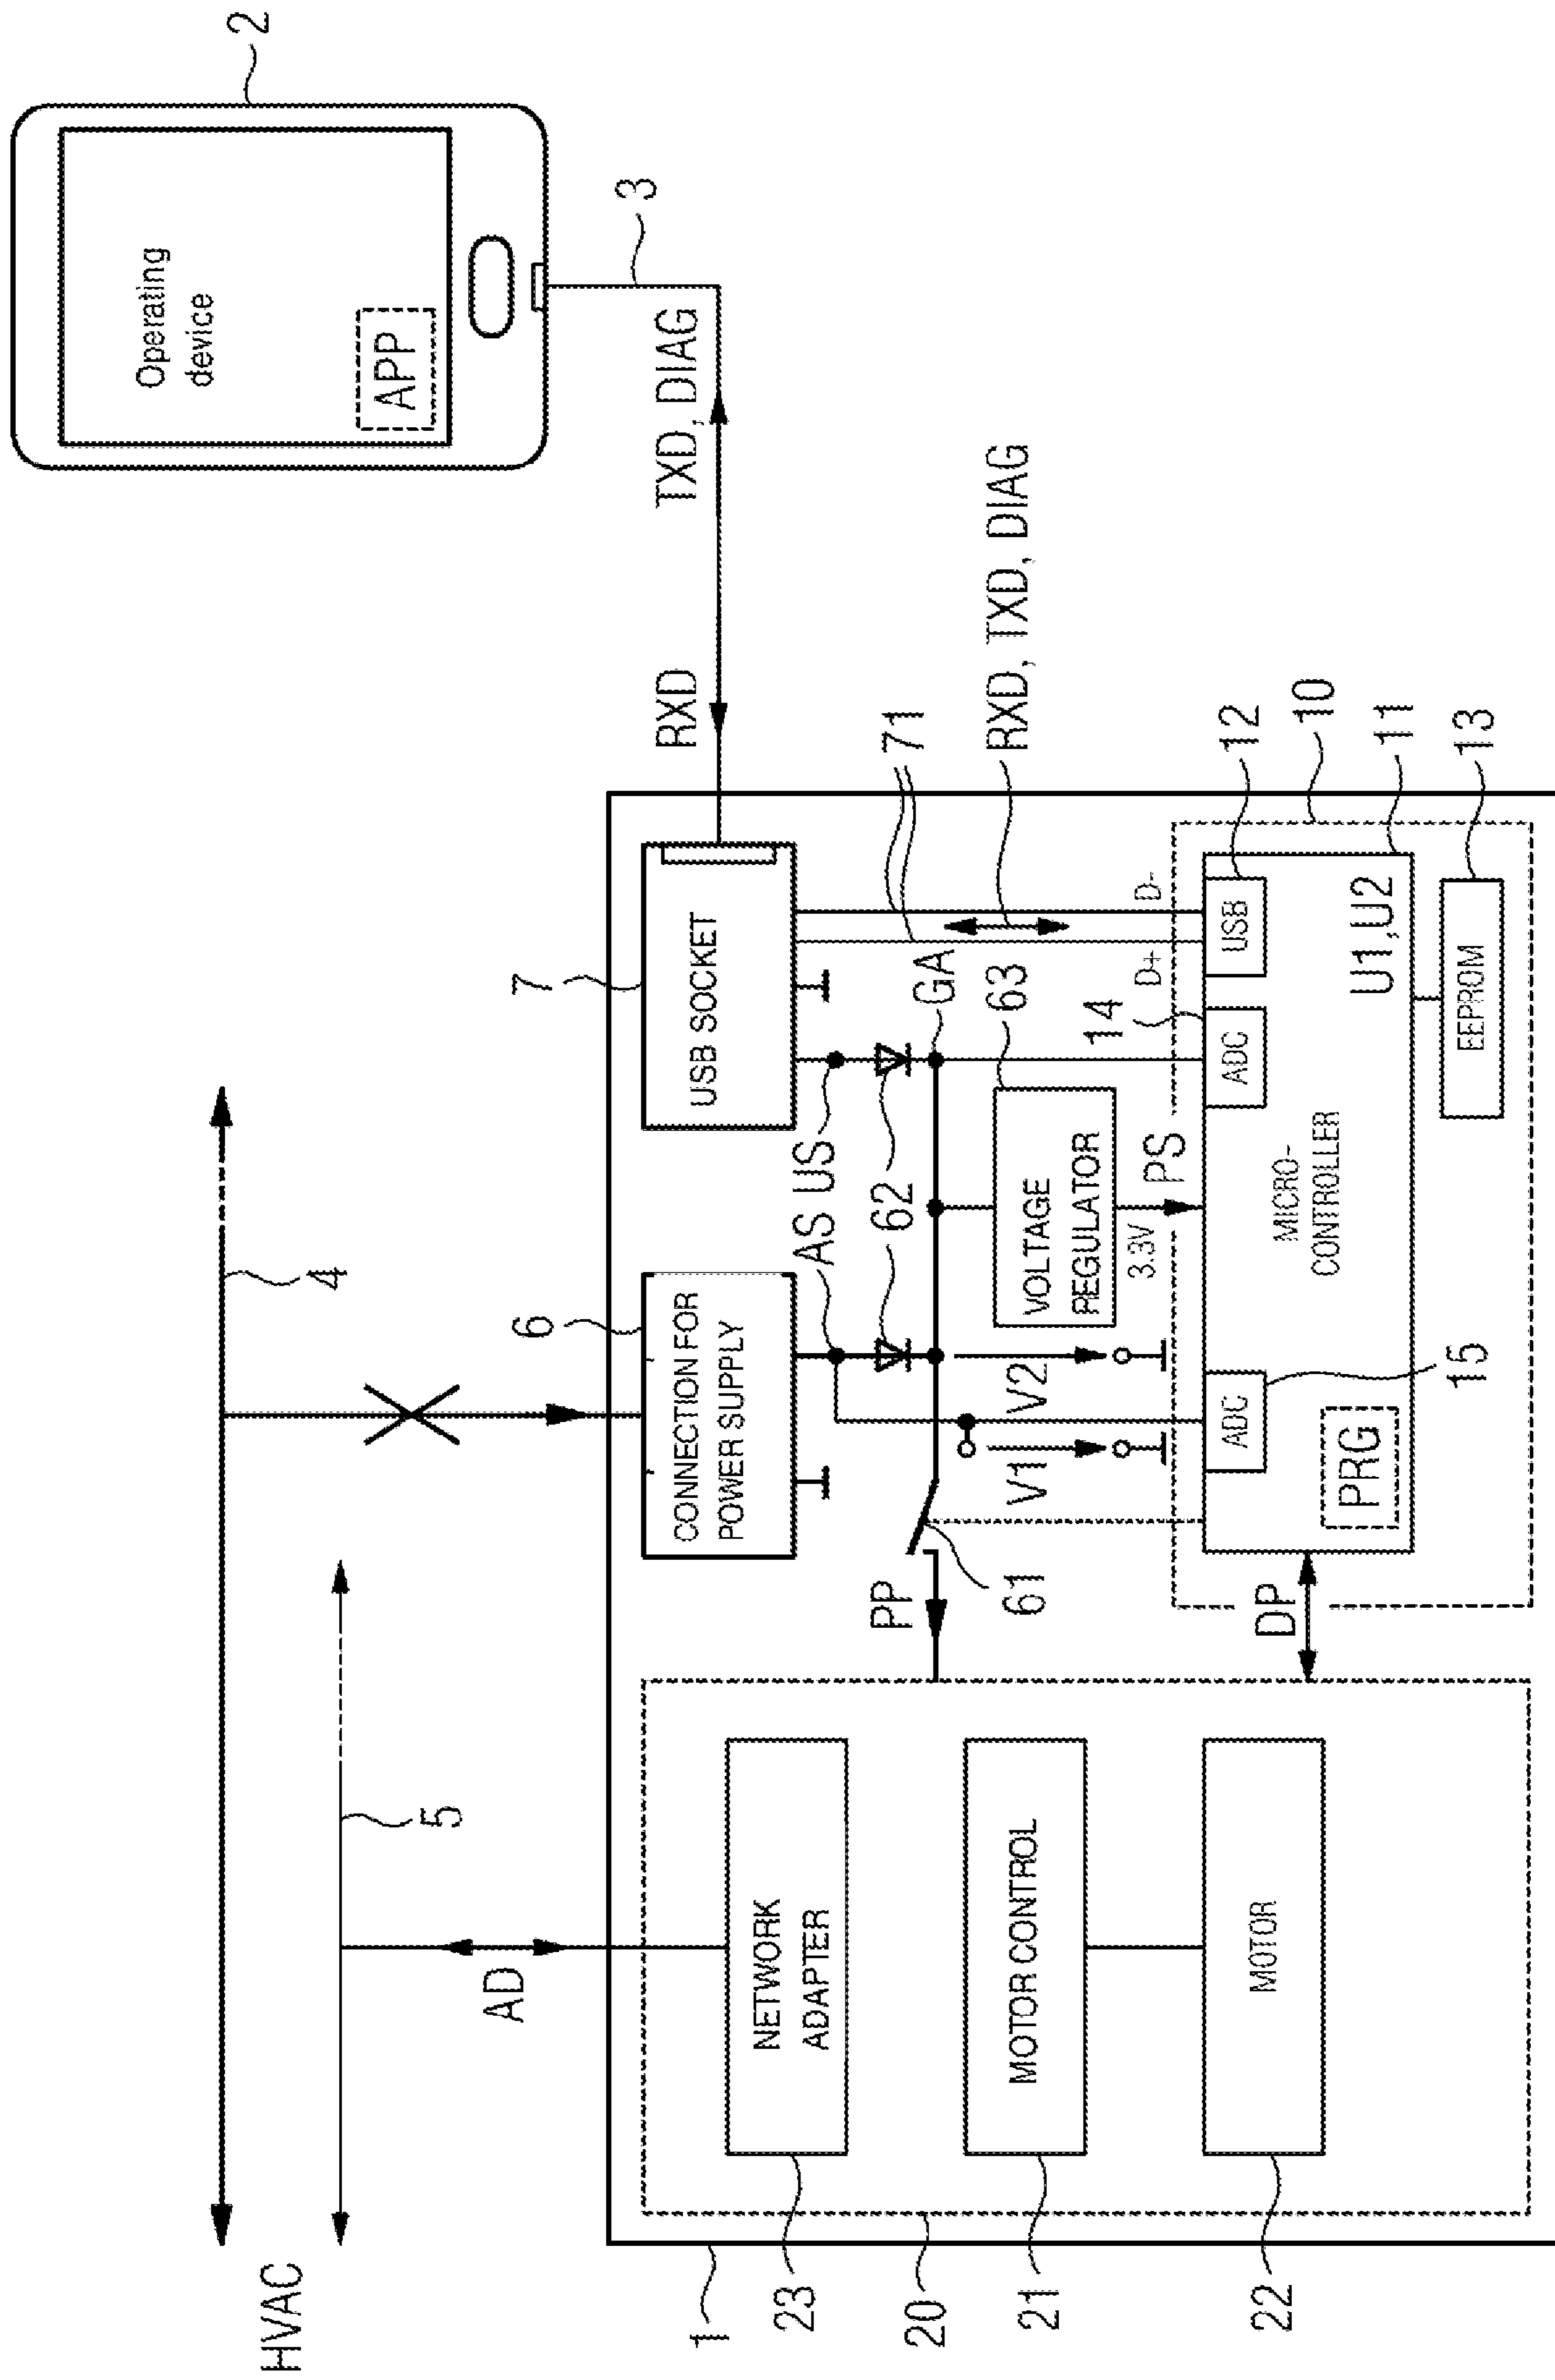 HVAC
4
5
AD
2
Operating
device
APP
3
RXD
TXD, DIAG
6
7
CONNECTION FOR
POWER SUPPLY
USB SOCKET
71
RXD, TXD, DIAG
AS
US
62
GA
63
PP
61
V1
V2
VOLTAGE
REGULATOR
3.3V
PS
14
D+
D-
12
10
11
13
15
DP
ADC
ADC
USB
MICRO-
CONTROLLER
PRG
U1,U2
EEPROM
NETWORK
ADAPTER
MOTOR CONTROL
MOTOR
1
23
20
21
22